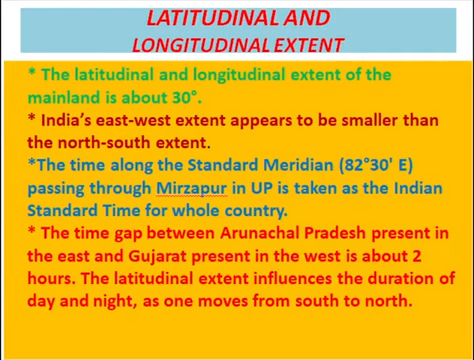 LATITUDINAL AND
LONGITUDINAL EXTENT
* The latitudinal and longitudinal extent of the
mainland is about 30°.
* India's east-west extent appears to be smaller than
the north-south extent.
*The time along the Standard Meridian (82°30' E)
passing through Mirzapur in UP is taken as the Indian
Standard Time for whole country.
* The time gap between Arunachal Pradesh present in
the east and Gujarat present in the west is about 2
hours. The latitudinal extent influences the duration of
day and night, as one moves from south to north.